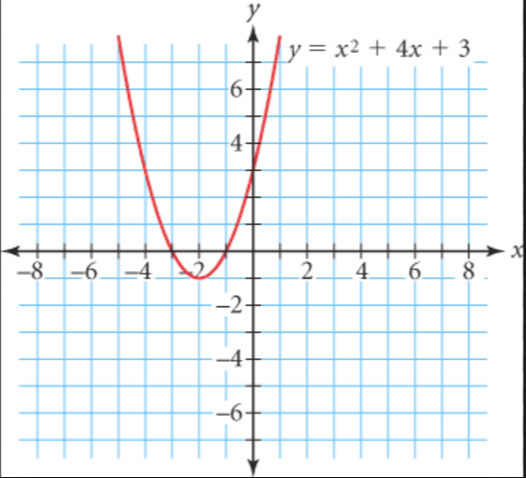 y
y = x2 + 4x + 3
6
4
–8 –6 –4 –2 2 4 6 8 x
–2
–4
–6